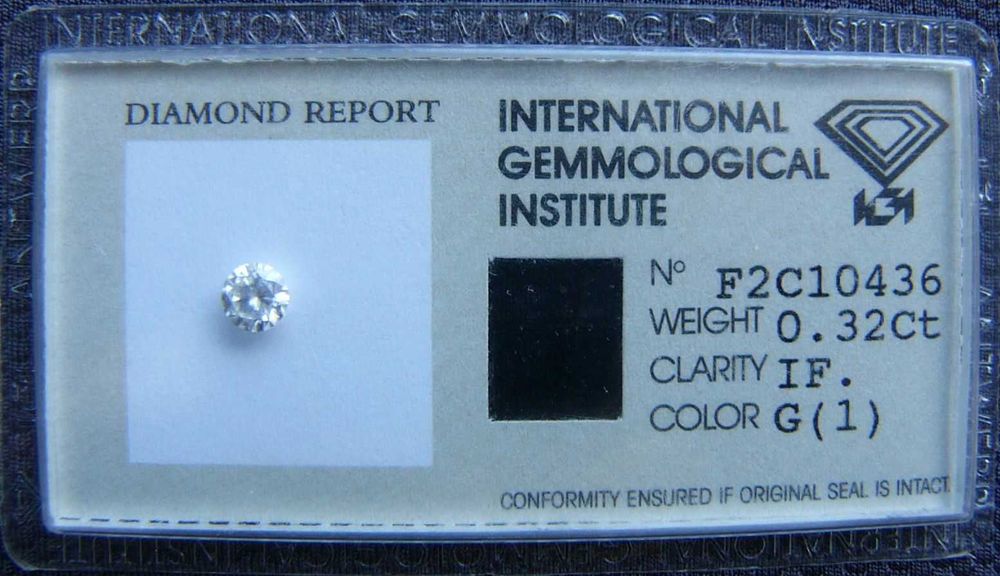 INTERNATIONAL GEMMOLOGICAL INSTITUTE
DIAMOND REPORT
INTERNATIONAL
GEMMOLOGICAL
INSTITUTE
Nº F2C10436
WEIGHT 0.32Ct
CLARITY IF.
COLOR G(1)
CONFORMITY ENSURED IF ORIGINAL SEAL IS INTACT.